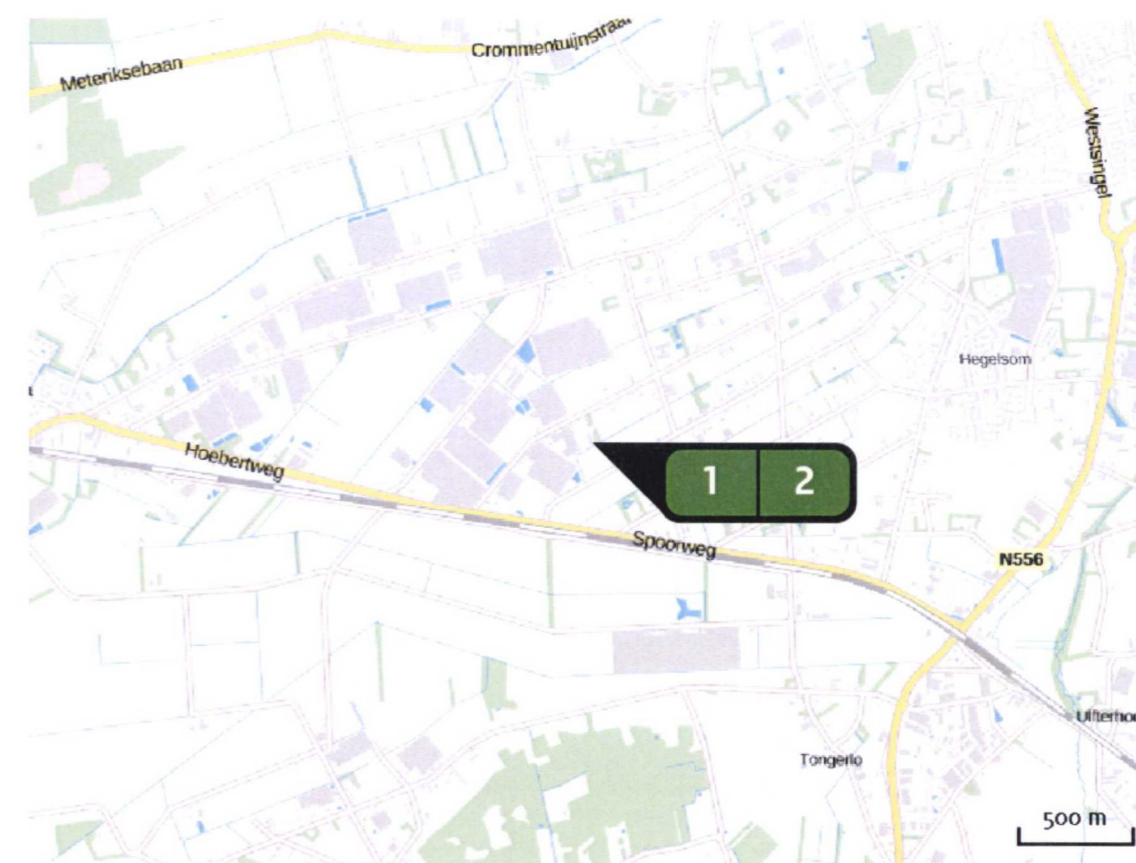 Crommentuijnstraat
Meteriksebaan
Westsingel
Hegelsom
Hoebertweg
1 2
Spoorweg
N556
Tongerlo
500 m